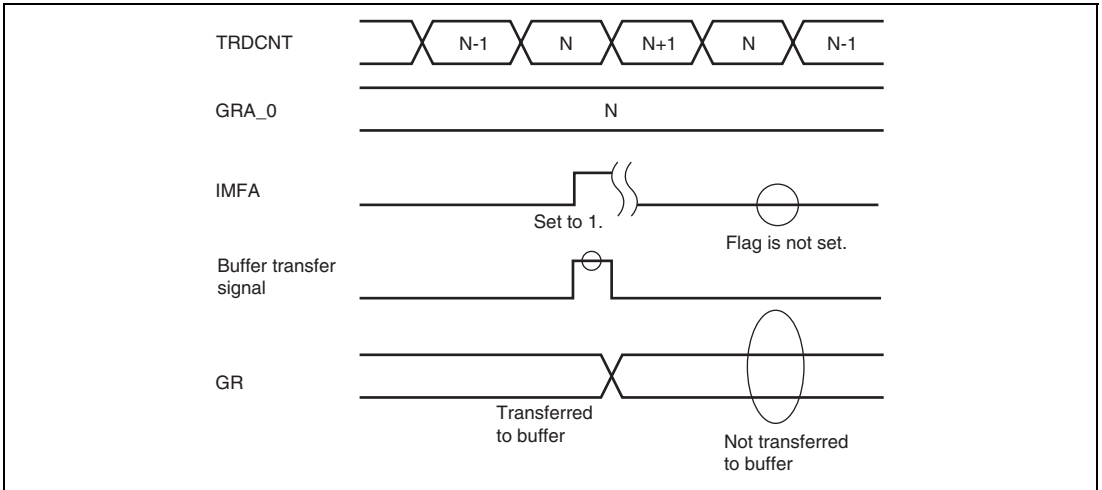 TRDCNT
N-1
N
N+1
N
N-1
GRA_0
N
IMFA
Set to 1.
Flag is not set.
Buffer transfer
signal
GR
Transferred
to buffer
Not transferred
to buffer